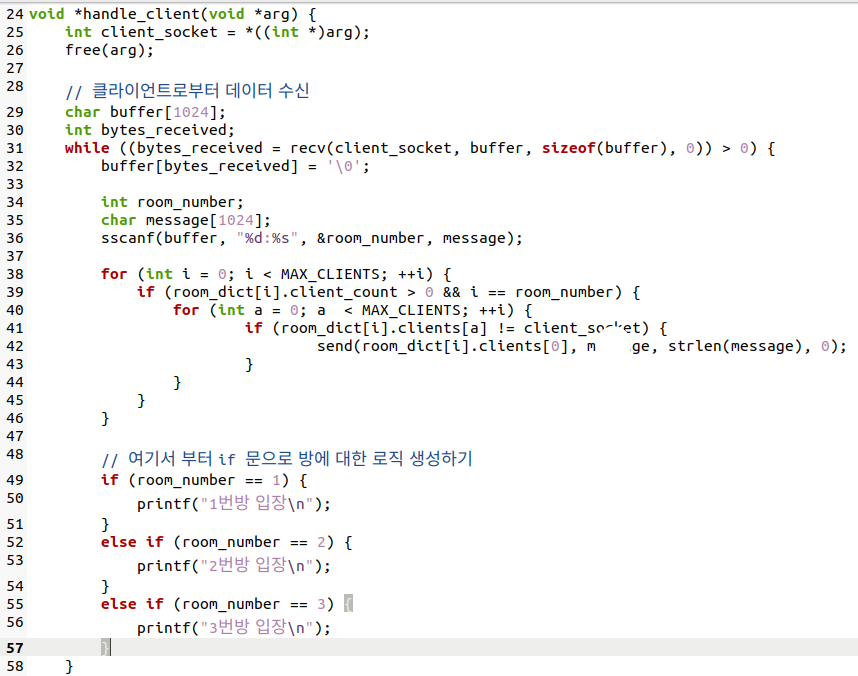 24 void *handle_client(void *arg) {
25     int client_socket = *((int *)arg);
26     free(arg);
27
28     // 클라이언트로부터 데이터 수신
29     char buffer[1024];
30     int bytes_received;
31     while ((bytes_received = recv(client_socket, buffer, sizeof(buffer), 0)) > 0) {
32         buffer[bytes_received] = '\0';
33
34         int room_number;
35         char message[1024];
36         sscanf(buffer, "%d:%s", &room_number, message);
37
38         for (int i = 0; i < MAX_CLIENTS; ++i) {
39             if (room_dict[i].client_count > 0 && i == room_number) {
40                 for (int a = 0; a  < MAX_CLIENTS; ++i) {
41                         if (room_dict[i].clients[a] != client_socket) {
42                                 send(room_dict[i].clients[0], m   ge, strlen(message), 0);
43                         }
44                 }
45             }
46         }
47
48         // 여기서 부터 if 문으로 방에 대한 로직 생성하기
49         if (room_number == 1) {
50             printf("1번방 입장\n");
51         }
52         else if (room_number == 2) {
53             printf("2번방 입장\n");
54         }
55         else if (room_number == 3) {
56             printf("3번방 입장\n");
57         }
58     }